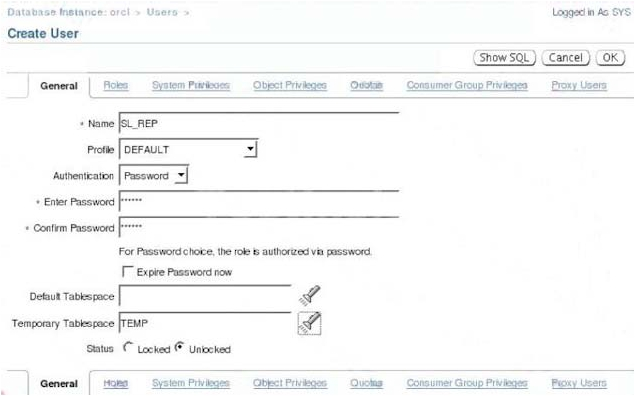 Database Instance: orcl > Users >
Logged in As SYS
Create User
Show SQL Cancel OK
General Roles System Privileges Object Privileges Quotas Consumer Group Privileges Proxy Users
* Name SL_REP
Profile DEFAULT
Authentication Password
* Enter Password ******
* Confirm Password ******
For Password choice, the role is authorized via password.
Expire Password now
Default Tablespace
Temporary Tablespace TEMP
Status Locked Unlocked
General Roles System Privileges Object Privileges Quotas Consumer Group Privileges Proxy Users